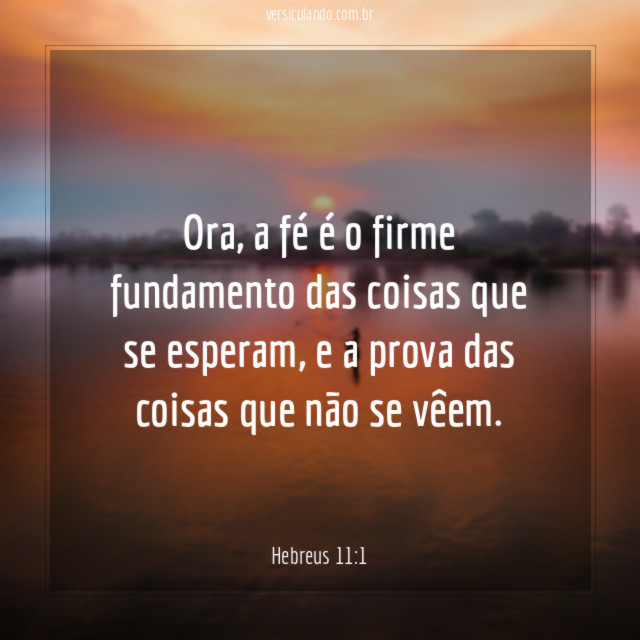 versiculando.com.br
Ora, a fé é o firme
fundamento das coisas que
se esperam, e a prova das
coisas que não se vêem.
Hebreus 11:1